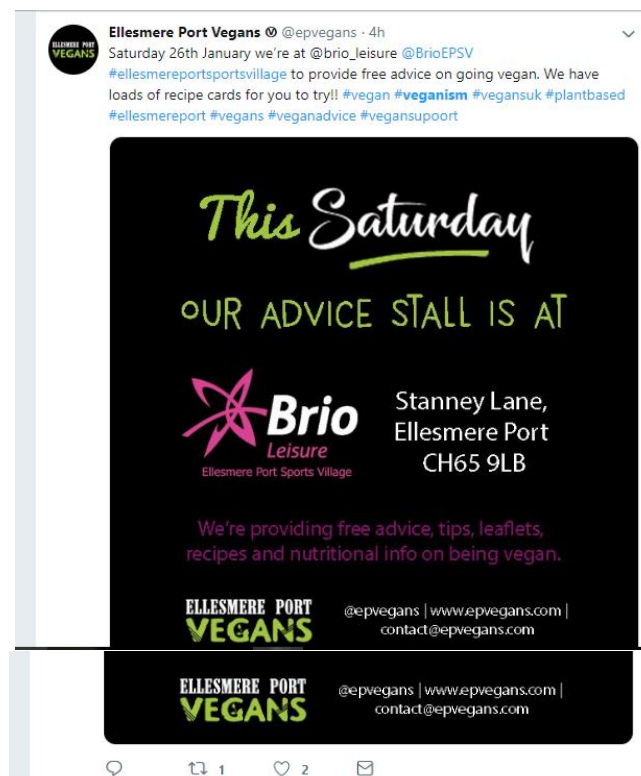 ELLESMERE PORT
VEGANS
Ellesmere Port Vegans Ⓥ @epvegans · 4h
Saturday 26th January we're at @brio_leisure @BrioEPSV
#ellesmereportsportsvillage to provide free advice on going vegan. We have
loads of recipe cards for you to try!! #vegan #veganism #vegansuk #plantbased
#ellesmereport #vegans #veganadvice #vegansupoort
This Saturday
OUR ADVICE STALL IS AT
Brio
Leisure
Ellesmere Port Sports Village
Stanney Lane,
Ellesmere Port
CH65 9LB
We're providing free advice, tips, leaflets,
recipes and nutritional info on being vegan.
ELLESMERE PORT
VEGANS
@epvegans | www.epvegans.com |
contact@epvegans.com
ELLESMERE PORT
VEGANS
@epvegans | www.epvegans.com |
contact@epvegans.com
1 2